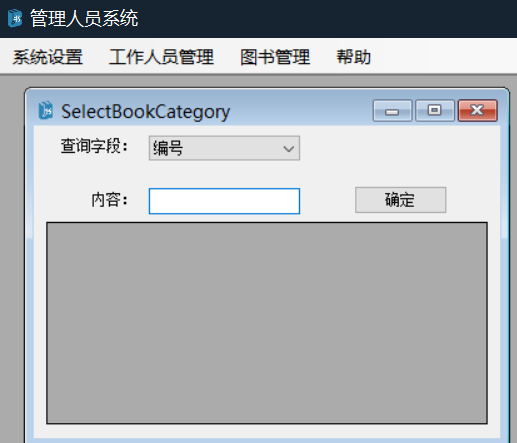 管理人员系统
系统设置 工作人员管理 图书管理 帮助
SelectBookCategory
查询字段： 编号
内容： 确定